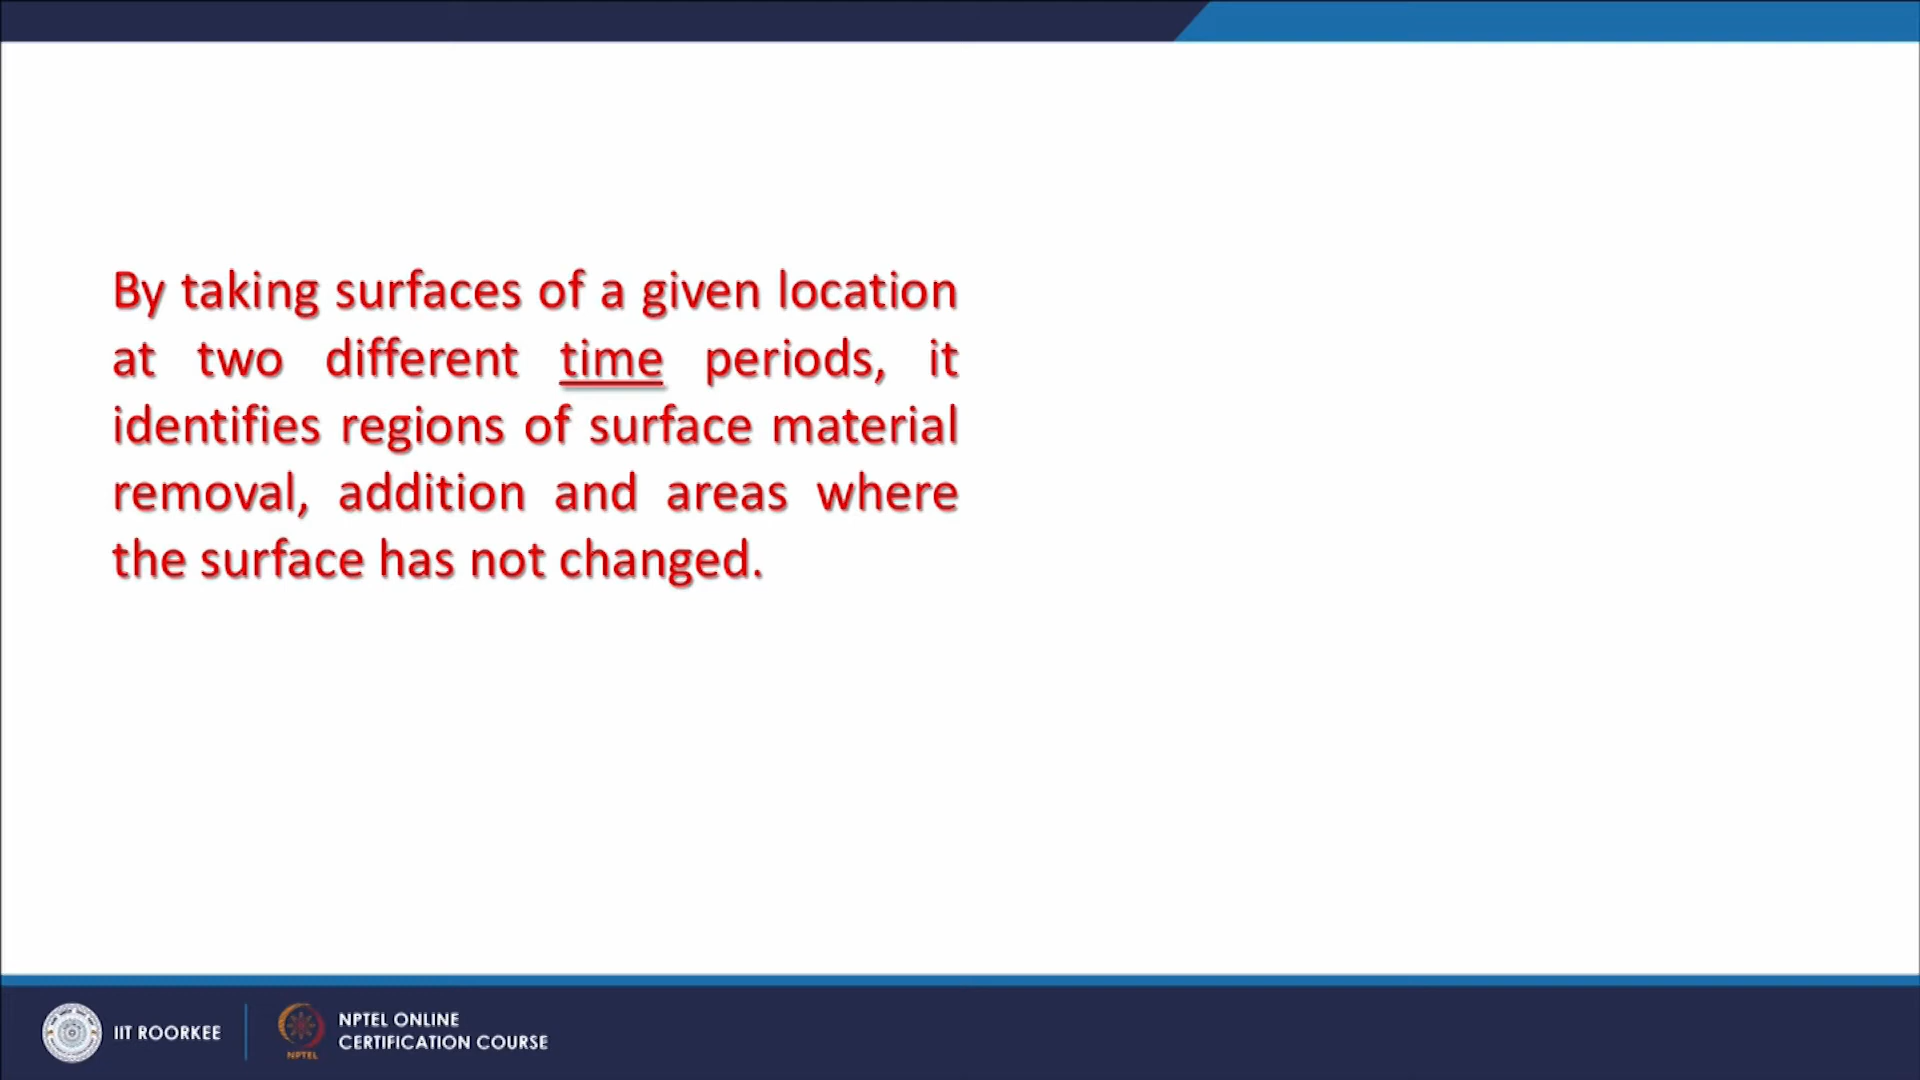 By taking surfaces of a given location
at two different time periods, it
identifies regions of surface material
removal, addition and areas where
the surface has not changed.
IIT ROORKEE
NPTEL
NPTEL ONLINE
CERTIFICATION COURSE